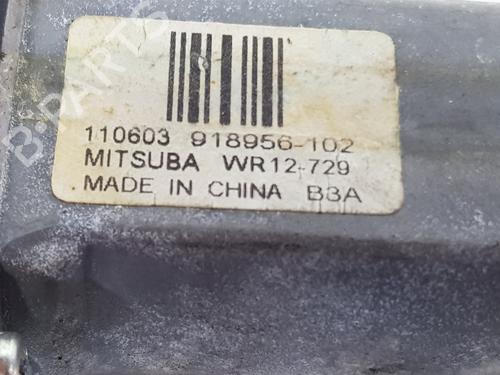 110603 918956-102
MITSUBA WR12-729
MADE IN CHINA B3A
B-PARTS